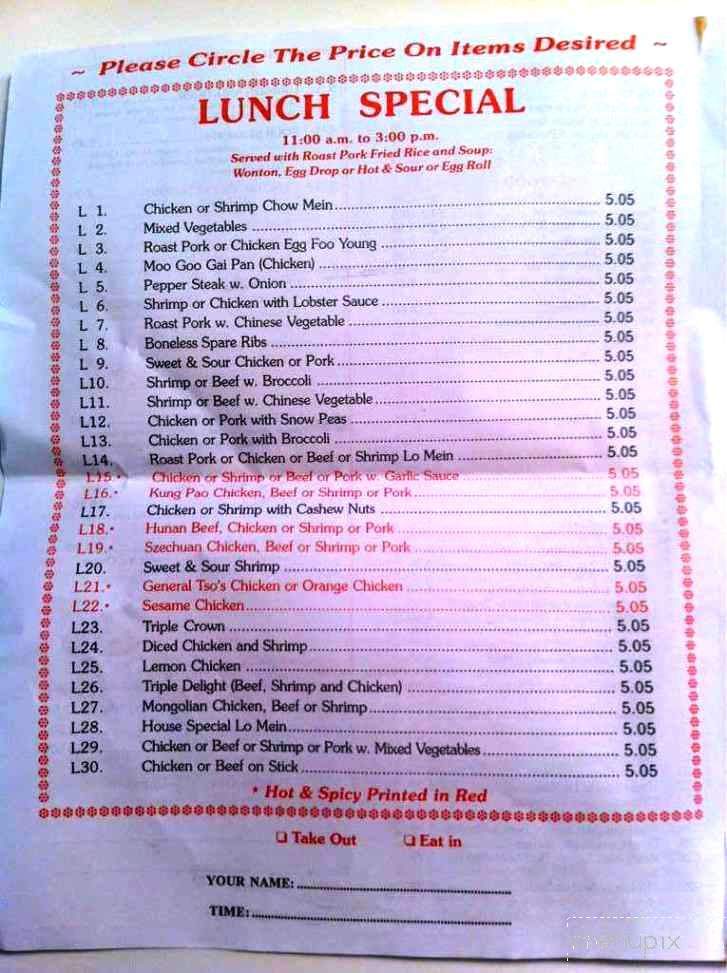 ~ Please Circle The Price On Items Desired ~
LUNCH SPECIAL
11:00 a.m. to 3:00 p.m.
Served with Roast Pork Fried Rice and Soup:
Wonton, Egg Drop or Hot & Sour or Egg Roll
L 1. Chicken or Shrimp Chow Mein 5.05
L 2. Mixed Vegetables 5.05
L 3. Roast Pork or Chicken Egg Foo Young 5.05
L 4. Moo Goo Gai Pan (Chicken) 5.05
L 5. Pepper Steak w. Onion 5.05
L 6. Shrimp or Chicken with Lobster Sauce 5.05
L 7. Roast Pork w. Chinese Vegetable 5.05
L 8. Boneless Spare Ribs 5.05
L 9. Sweet & Sour Chicken or Pork 5.05
L10. Shrimp or Beef w. Broccoli 5.05
L11. Shrimp or Beef w. Chinese Vegetable 5.05
L12. Chicken or Pork with Snow Peas 5.05
L13. Chicken or Pork with Broccoli 5.05
L14. Roast Pork or Chicken or Beef or Shrimp Lo Mein 5.05
L15.* Chicken or Shrimp or Beef or Pork w. Garlic Sauce 5.05
L16.* Kung Pao Chicken, Beef or Shrimp or Pork 5.05
L17. Chicken or Shrimp with Cashew Nuts 5.05
L18.* Hunan Beef, Chicken or Shrimp or Pork 5.05
L19.* Szechuan Chicken, Beef or Shrimp or Pork 5.05
L20. Sweet & Sour Shrimp 5.05
L21.* General Tso's Chicken or Orange Chicken 5.05
L22.* Sesame Chicken 5.05
L23. Triple Crown 5.05
L24. Diced Chicken and Shrimp 5.05
L25. Lemon Chicken 5.05
L26. Triple Delight (Beef, Shrimp and Chicken) 5.05
L27. Mongolian Chicken, Beef or Shrimp 5.05
L28. House Special Lo Mein 5.05
L29. Chicken or Beef or Shrimp or Pork w. Mixed Vegetables 5.05
L30. Chicken or Beef on Stick 5.05
* Hot & Spicy Printed in Red
❏ Take Out ❏ Eat in
YOUR NAME:
TIME:
menupix